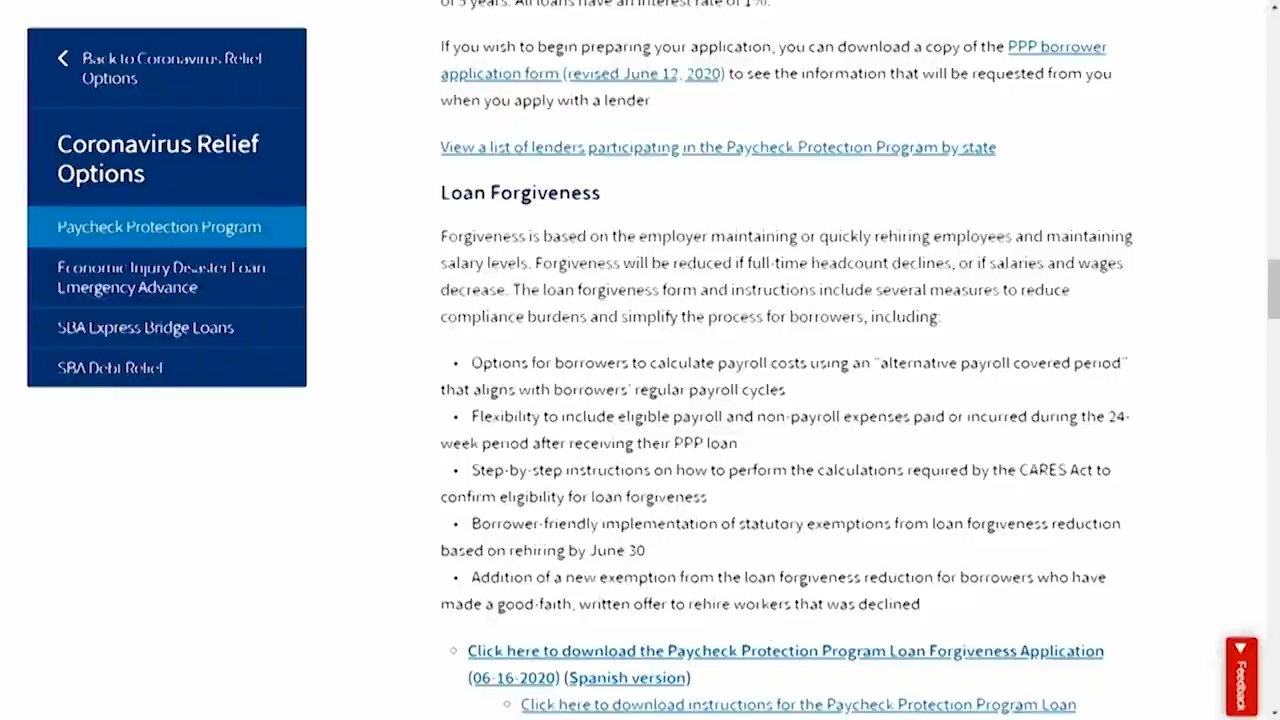 of 5 years. All loans have an interest rate of 1%.
Back to Coronavirus Relief
Options
Coronavirus Relief
Options
Paycheck Protection Program
Economic Injury Disaster Loan
Emergency Advance
SBA Express Bridge Loans
SBA Debt Relief
If you wish to begin preparing your application, you can download a copy of the PPP borrower
application form (revised June 12, 2020) to see the information that will be requested from you
when you apply with a lender
View a list of lenders participating in the Paycheck Protection Program by state
Loan Forgiveness
Forgiveness is based on the employer maintaining or quickly rehiring employees and maintaining
salary levels. Forgiveness will be reduced if full-time headcount declines, or if salaries and wages
decrease. The loan forgiveness form and instructions include several measures to reduce
compliance burdens and simplify the process for borrowers, including:
• Options for borrowers to calculate payroll costs using an "alternative payroll covered period"
that aligns with borrowers' regular payroll cycles
• Flexibility to include eligible payroll and non-payroll expenses paid or incurred during the 24-
week period after receiving their PPP loan
• Step-by-step instructions on how to perform the calculations required by the CARES Act to
confirm eligibility for loan forgiveness
• Borrower-friendly implementation of statutory exemptions from loan forgiveness reduction
based on rehiring by June 30
• Addition of a new exemption from the loan forgiveness reduction for borrowers who have
made a good-faith, written offer to rehire workers that was declined
Click here to download the Paycheck Protection Program Loan Forgiveness Application
(06-16-2020) (Spanish version)
Click here to download instructions for the Paycheck Protection Program Loan
Feedback